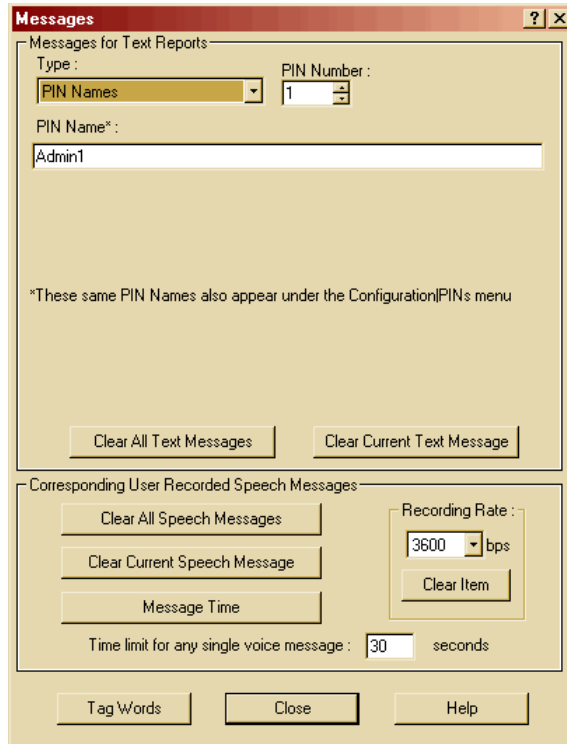 Messages
Messages for Text Reports
Type :
PIN Number :
PIN Names
1
PIN Name* :
Admin1
*These same PIN Names also appear under the Configuration|PINs menu
Clear All Text Messages
Clear Current Text Message
Corresponding User Recorded Speech Messages
Clear All Speech Messages
Recording Rate :
3600 bps
Clear Current Speech Message
Clear Item
Message Time
Time limit for any single voice message : 30 seconds
Tag Words
Close
Help